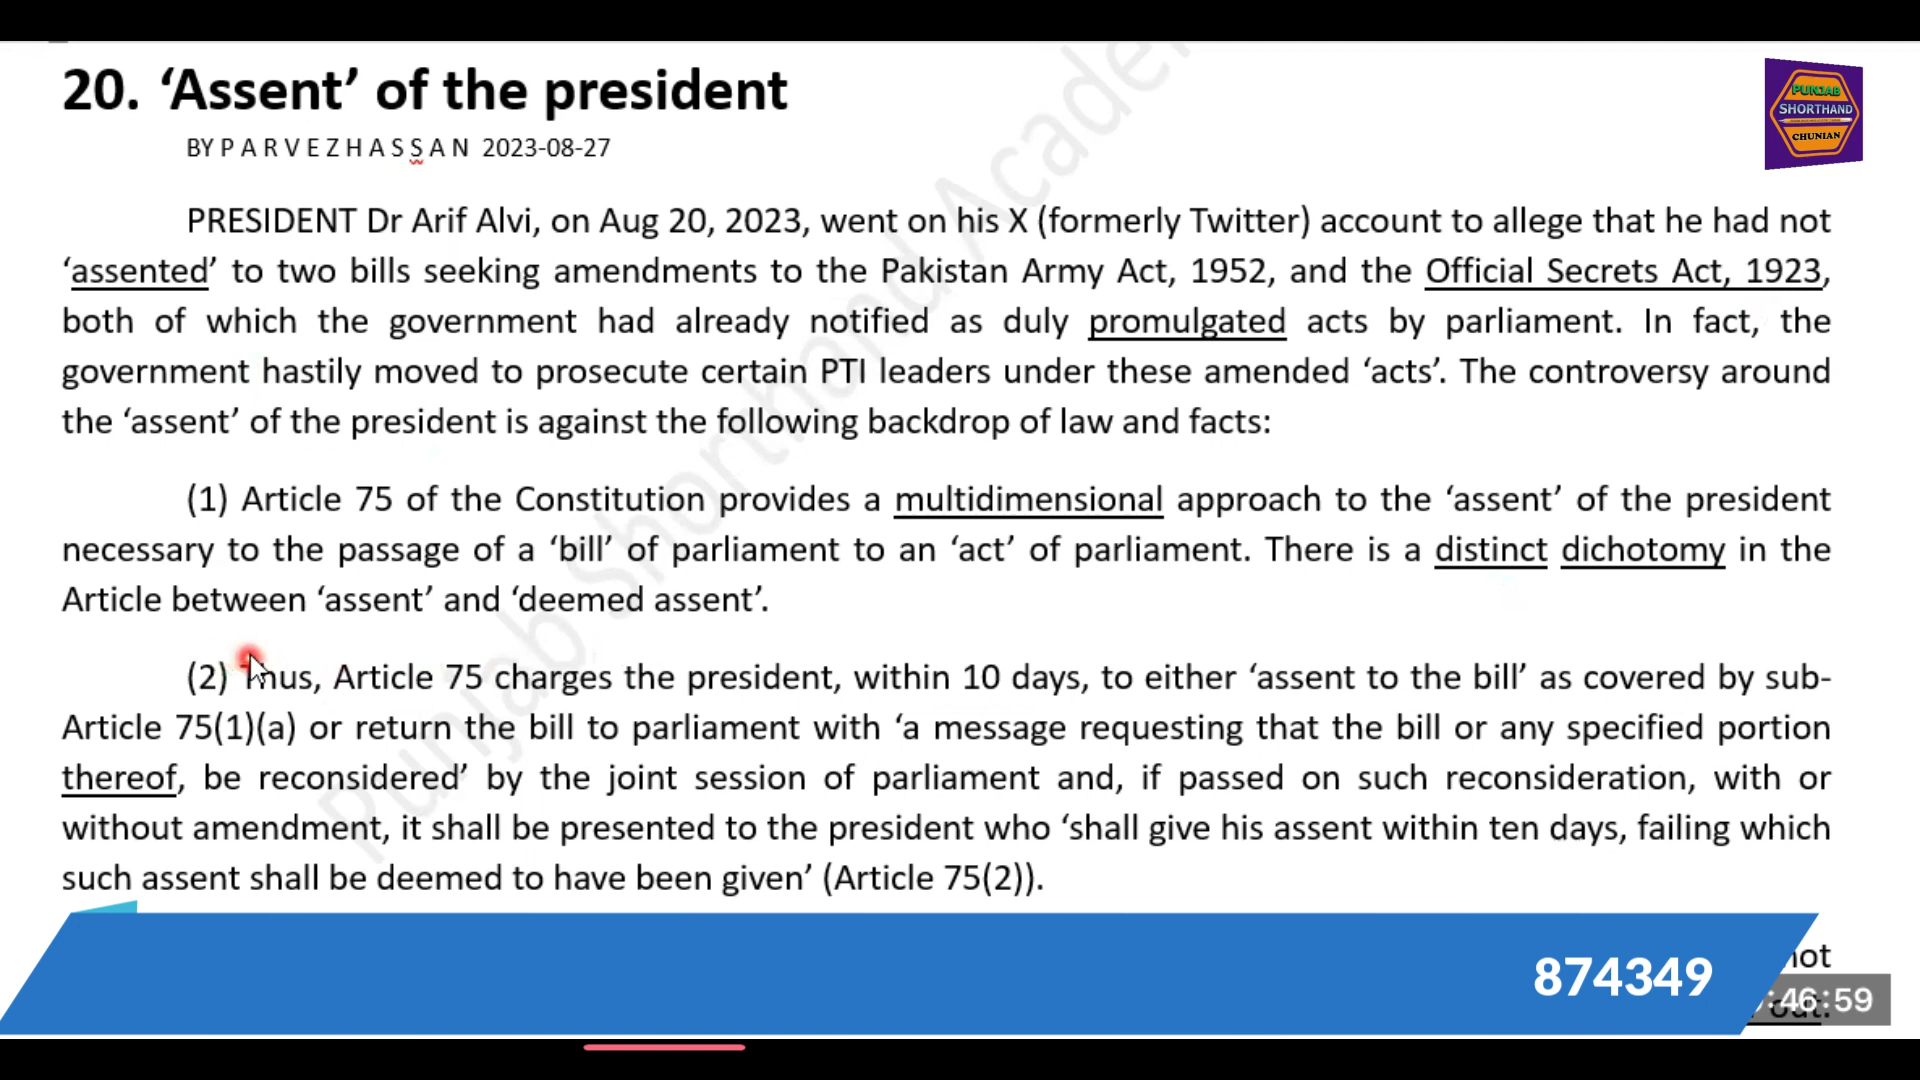 20. ‘Assent’ of the president
BY P A R V E Z H A S S A N 2023-08-27
PUNJAB
SHORTHAND
CHUNIAN
PRESIDENT Dr Arif Alvi, on Aug 20, 2023, went on his X (formerly Twitter) account to allege that he had not
‘assented’ to two bills seeking amendments to the Pakistan Army Act, 1952, and the Official Secrets Act, 1923,
both of which the government had already notified as duly promulgated acts by parliament. In fact, the
government hastily moved to prosecute certain PTI leaders under these amended ‘acts’. The controversy around
the ‘assent’ of the president is against the following backdrop of law and facts:
(1) Article 75 of the Constitution provides a multidimensional approach to the ‘assent’ of the president
necessary to the passage of a ‘bill’ of parliament to an ‘act’ of parliament. There is a distinct dichotomy in the
Article between ‘assent’ and ‘deemed assent’.
(2) Thus, Article 75 charges the president, within 10 days, to either ‘assent to the bill’ as covered by sub-
Article 75(1)(a) or return the bill to parliament with ‘a message requesting that the bill or any specified portion
thereof, be reconsidered’ by the joint session of parliament and, if passed on such reconsideration, with or
without amendment, it shall be presented to the president who ‘shall give his assent within ten days, failing which
such assent shall be deemed to have been given’ (Article 75(2)).
874349
:46:59
out.
Punjab Shorthand Academ